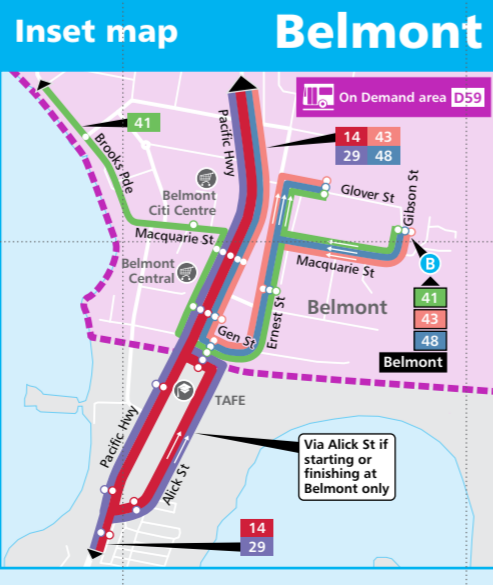 Inset map
Belmont
On Demand area D59
41
Brooks Pde
Pacific Hwy
14 43
29 48
Glover St
Gibson St
Belmont
Citi Centre
Macquarie St
Belmont
Central
Macquarie St
B
41
43
48
Belmont
Belmont
Ernest St
Gen St
TAFE
Pacific Hwy
Alick St
Via Alick St if
starting or
finishing at
Belmont only
14
29